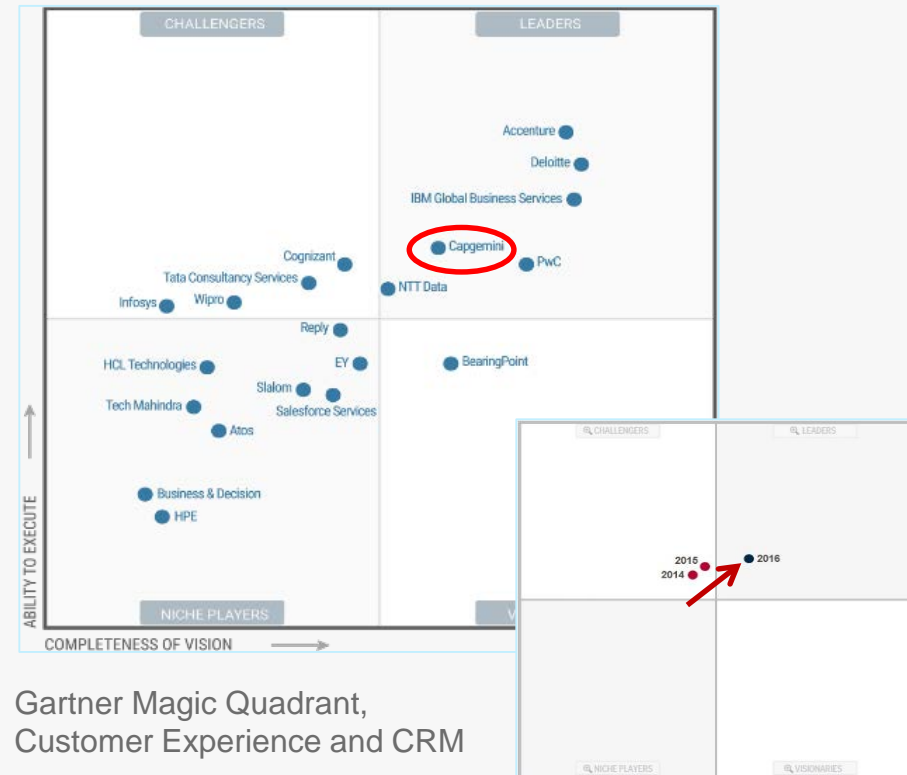 CHALLENGERS
LEADERS
Accenture
Deloitte
IBM Global Business Services
Capgemini
PwC
Cognizant
Tata Consultancy Services
NTT Data
Infosys
Wipro
Reply
HCL Technologies
EY
BearingPoint
Slalom
Salesforce Services
Tech Mahindra
Atos
Business & Decision
HPE
ABILITY TO EXECUTE
NICHE PLAYERS
V
COMPLETENESS OF VISION
CHALLENGERS
LEADERS
2015
2016
2014
NICHE PLAYERS
VISIONARIES
Gartner Magic Quadrant,
Customer Experience and CRM